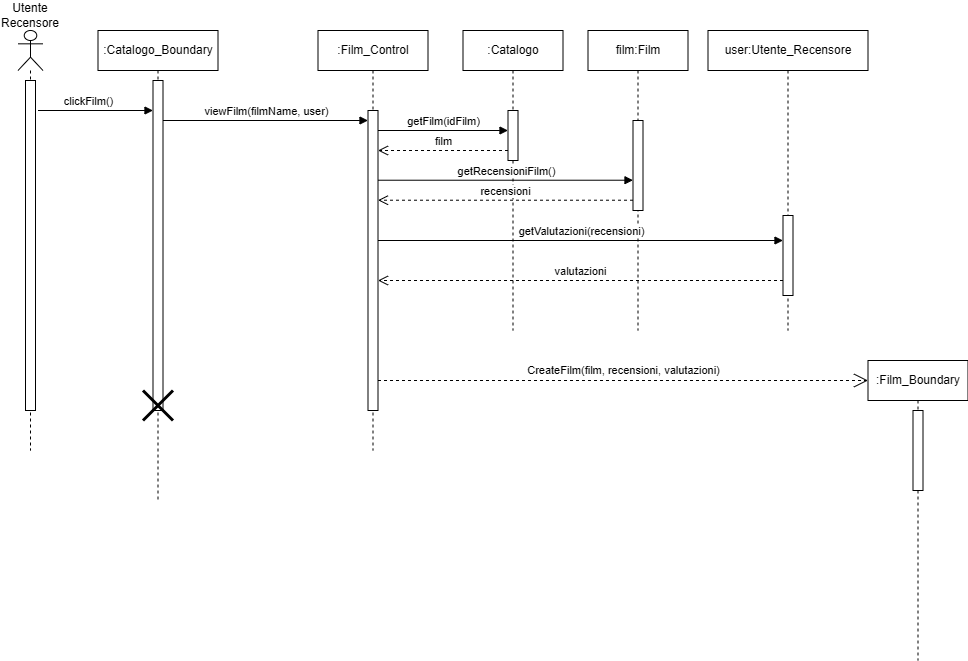 Utente
Recensore
:Catalogo_Boundary
:Film_Control
:Catalogo
film:Film
user:Utente_Recensore
clickFilm()
viewFilm(filmName, user)
getFilm(idFilm)
film
getRecensioniFilm()
recensioni
getValutazioni(recensioni)
valutazioni
CreateFilm(film, recensioni, valutazioni)
:Film_Boundary